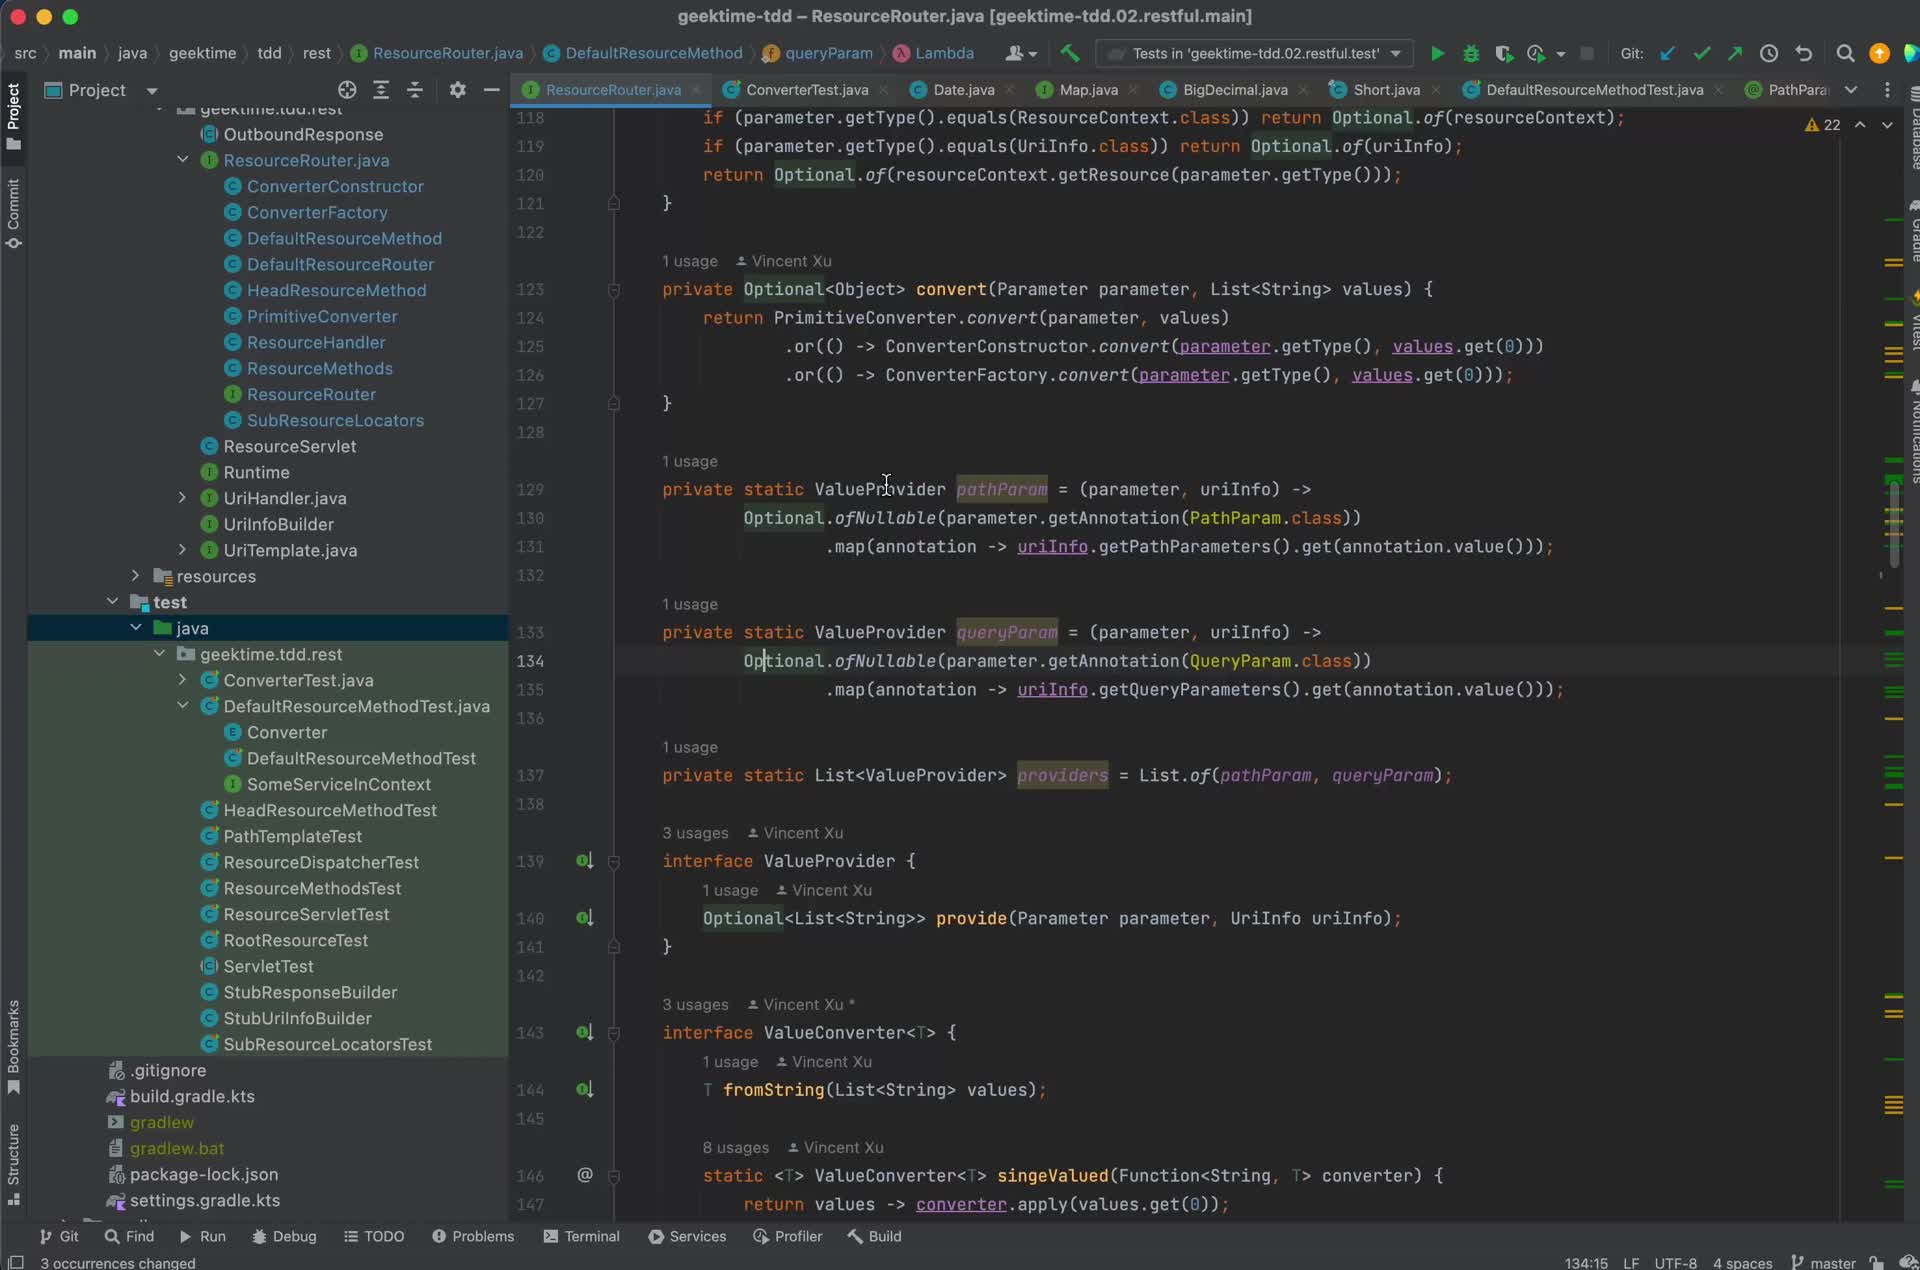 geektime-tdd – ResourceRouter.java [geektime-tdd.02.restful.main]
src main java geektime tdd rest ResourceRouter.java DefaultResourceMethod queryParam Lambda
Tests in 'geektime-tdd.02.restful.test'
Git:
Project
ResourceRouter.java ConverterTest.java Date.java Map.java BigDecimal.java Short.java DefaultResourceMethodTest.java PathPara
Project
Commit
Bookmarks
Structure
geektime.tdd.rest
OutboundResponse
ResourceRouter.java
ConverterConstructor
ConverterFactory
DefaultResourceMethod
DefaultResourceRouter
HeadResourceMethod
PrimitiveConverter
ResourceHandler
ResourceMethods
ResourceRouter
SubResourceLocators
ResourceServlet
Runtime
UriHandler.java
UriInfoBuilder
UriTemplate.java
resources
test
java
geektime.tdd.rest
ConverterTest.java
DefaultResourceMethodTest.java
Converter
DefaultResourceMethodTest
SomeServiceInContext
HeadResourceMethodTest
PathTemplateTest
ResourceDispatcherTest
ResourceMethodsTest
ResourceServletTest
RootResourceTest
ServletTest
StubResponseBuilder
StubUriInfoBuilder
SubResourceLocatorsTest
.gitignore
build.gradle.kts
gradlew
gradlew.bat
package-lock.json
settings.gradle.kts
22
118 if (parameter.getType().equals(ResourceContext.class)) return Optional.of(resourceContext);
119 if (parameter.getType().equals(UriInfo.class)) return Optional.of(uriInfo);
120 return Optional.of(resourceContext.getResource(parameter.getType()));
121 }
122
1 usage Vincent Xu
123 private Optional<Object> convert(Parameter parameter, List<String> values) {
124 return PrimitiveConverter.convert(parameter, values)
125 .or(() -> ConverterConstructor.convert(parameter.getType(), values.get(0)))
126 .or(() -> ConverterFactory.convert(parameter.getType(), values.get(0)));
127 }
128
1 usage
129 private static ValueProvider pathParam = (parameter, uriInfo) ->
130 Optional.ofNullable(parameter.getAnnotation(PathParam.class))
131 .map(annotation -> uriInfo.getPathParameters().get(annotation.value()));
132
1 usage
133 private static ValueProvider queryParam = (parameter, uriInfo) ->
134 Optional.ofNullable(parameter.getAnnotation(QueryParam.class))
135 .map(annotation -> uriInfo.getQueryParameters().get(annotation.value()));
136
1 usage
137 private static List<ValueProvider> providers = List.of(pathParam, queryParam);
138
3 usages Vincent Xu
139 interface ValueProvider {
1 usage Vincent Xu
140 Optional<List<String>> provide(Parameter parameter, UriInfo uriInfo);
141 }
142
3 usages Vincent Xu *
143 interface ValueConverter<T> {
1 usage Vincent Xu
144 T fromString(List<String> values);
145
8 usages Vincent Xu
146 @ static <T> ValueConverter<T> singeValued(Function<String, T> converter) {
147 return values -> converter.apply(values.get(0));
Database
Gradle
Vitest
Notifications
Git Find Run Debug TODO Problems Terminal Services Profiler Build
3 occurrences changed
134:15 LF UTF-8 4 spaces master